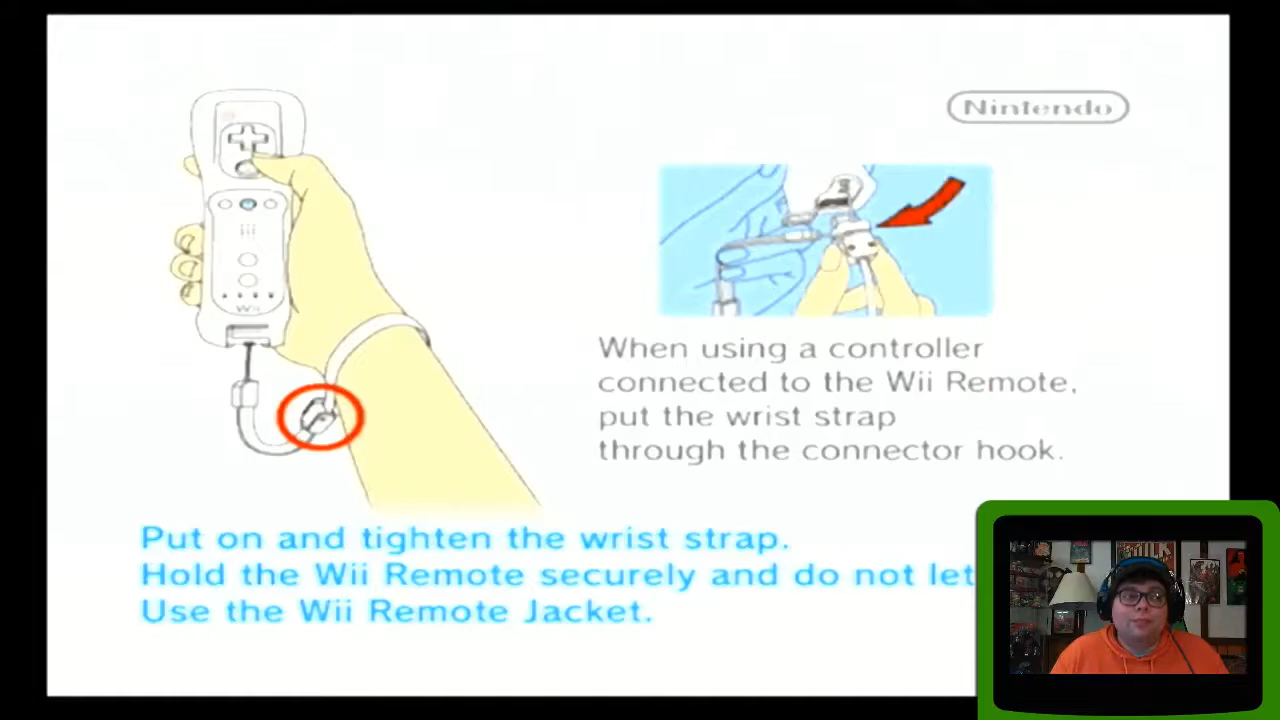 Nintendo
Wii
When using a controller
connected to the Wii Remote,
put the wrist strap
through the connector hook.
Put on and tighten the wrist strap.
Hold the Wii Remote securely and do not let
Use the Wii Remote Jacket.